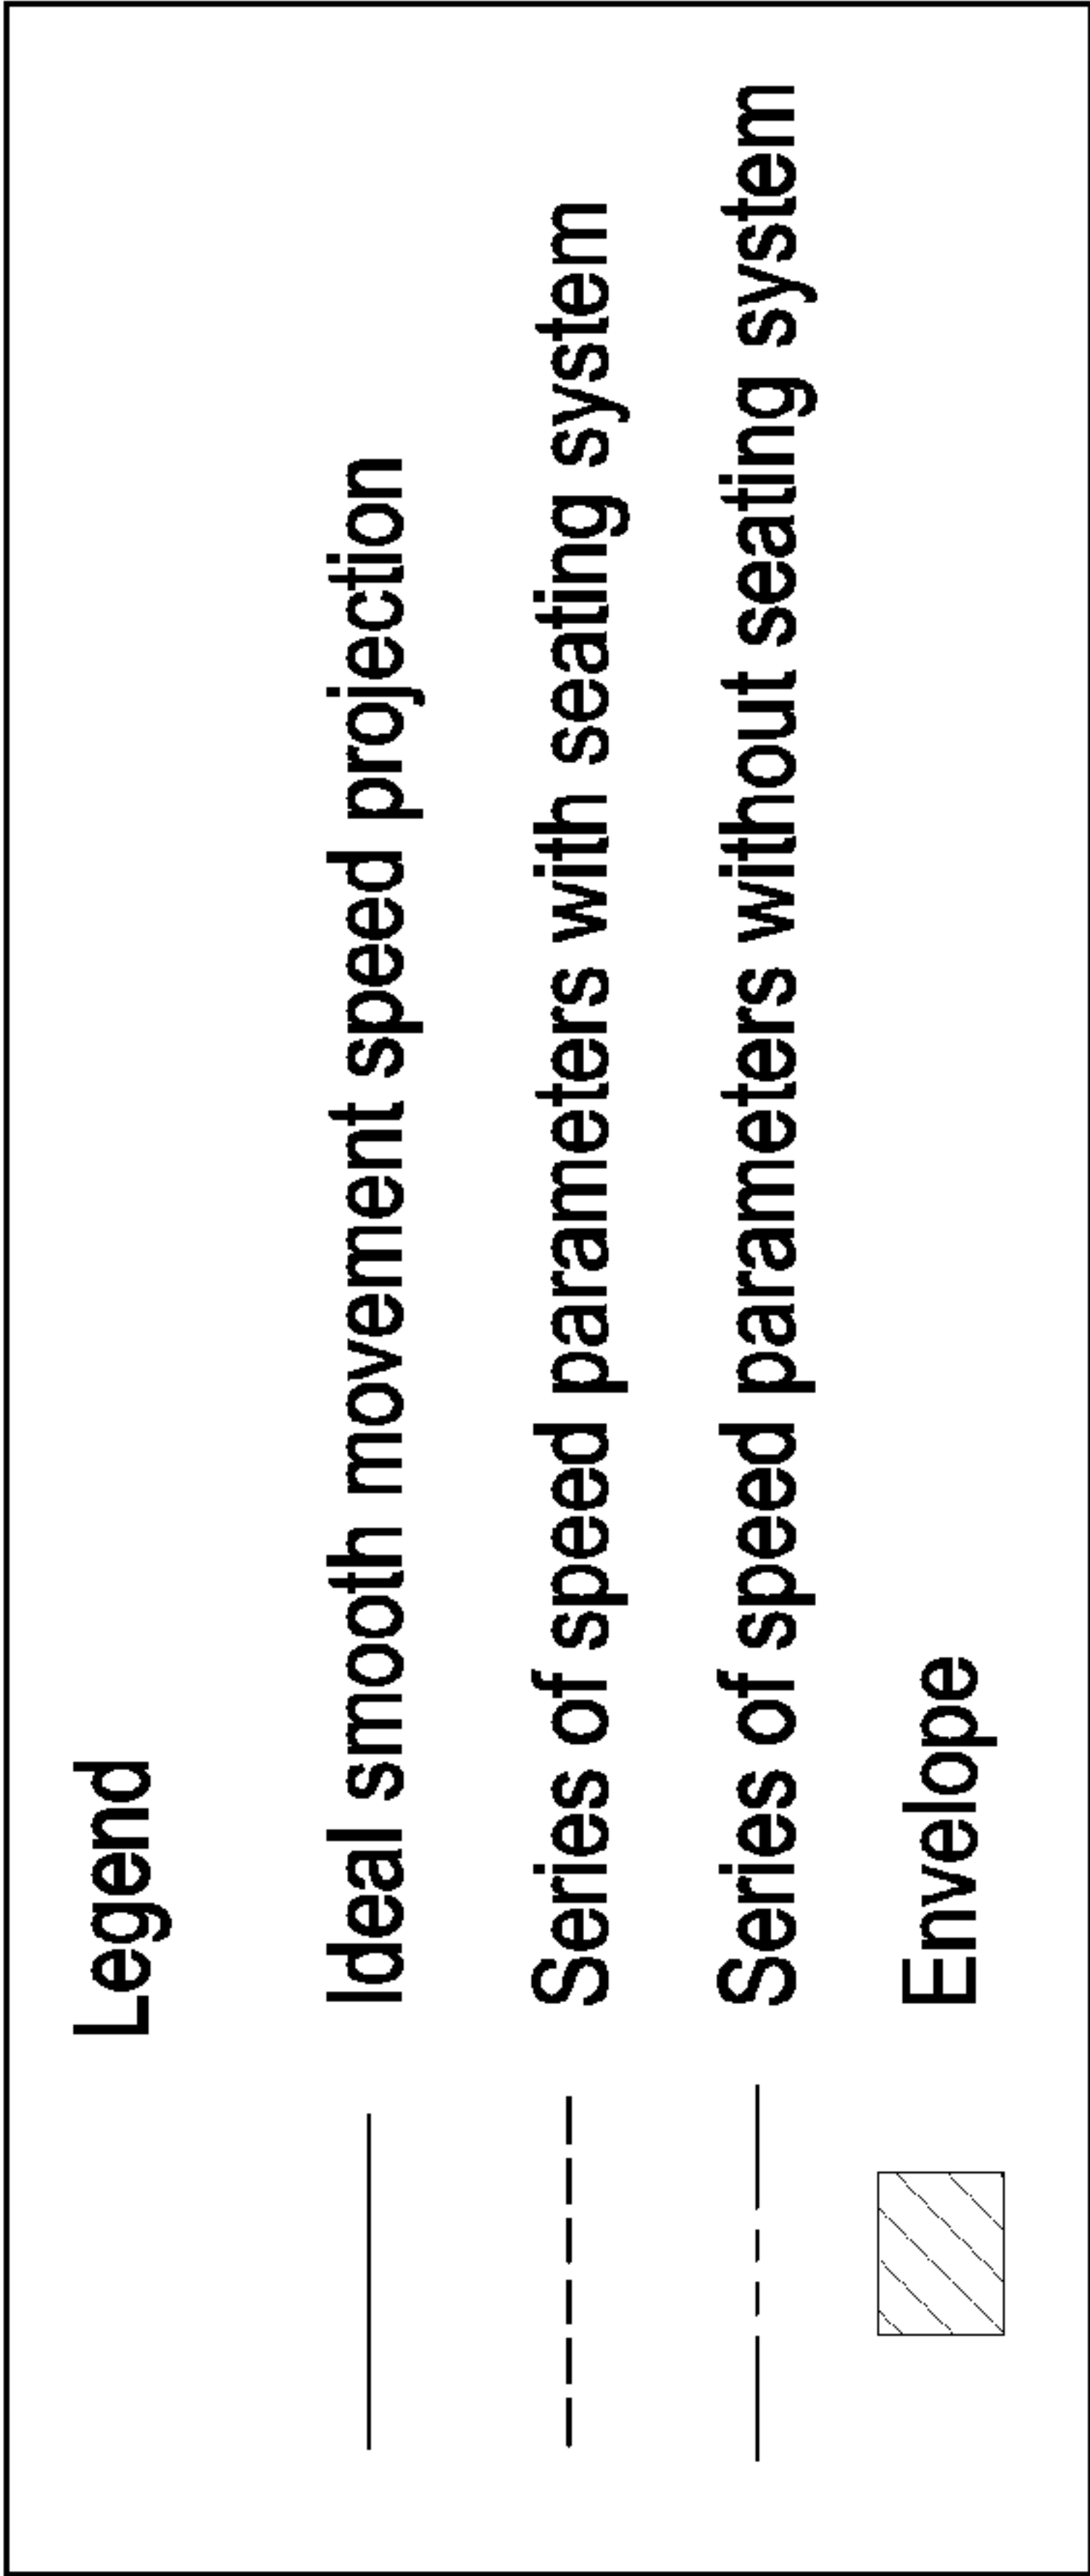 Legend
Ideal smooth movement speed projection
Series of speed parameters with seating system
Series of speed parameters without seating system
Envelope